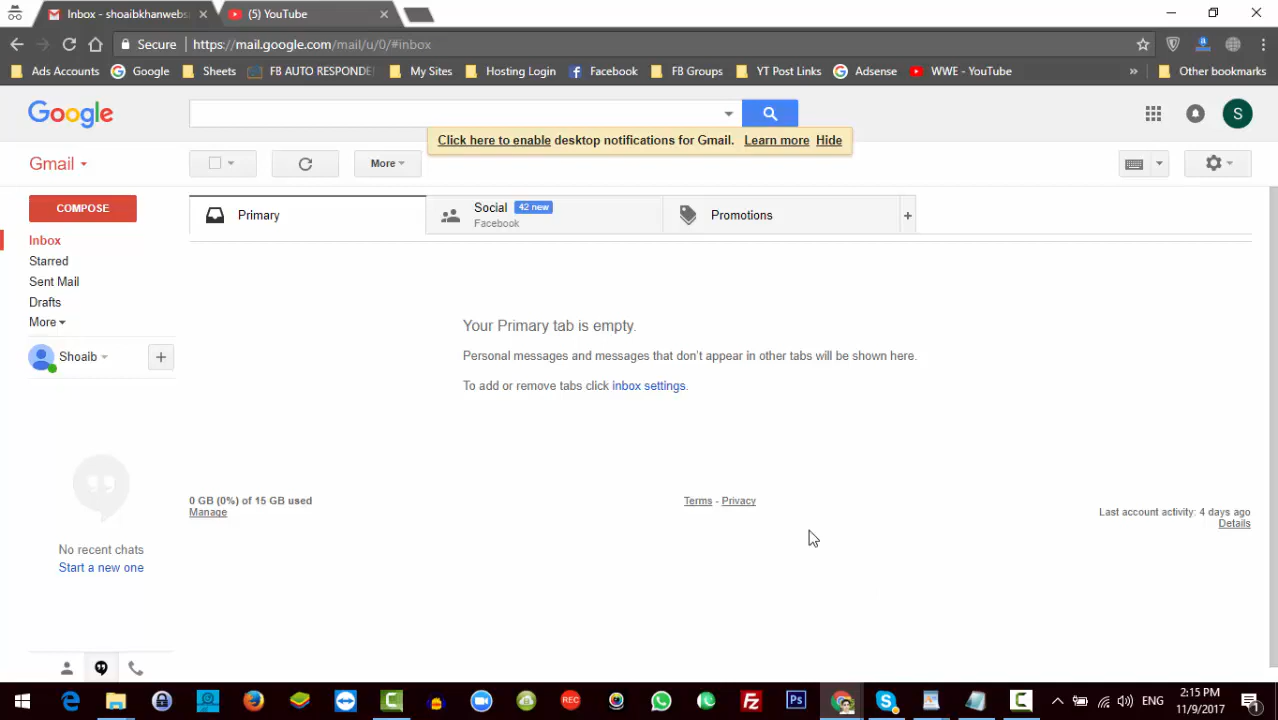 Inbox - shoaibkhanwebs
(5) YouTube
Secure
https://mail.google.com/mail/u/0/#inbox
Ads Accounts
Google
Sheets
FB AUTO RESPONDE
My Sites
Hosting Login
Facebook
FB Groups
YT Post Links
Adsense
WWE - YouTube
»
Other bookmarks
Google
S
Click here to enable desktop notifications for Gmail. Learn more Hide
Gmail
More
COMPOSE
Primary
Social 42 new
Facebook
Promotions
+
Inbox
Starred
Sent Mail
Drafts
More
Shoaib
+
Your Primary tab is empty.
Personal messages and messages that don't appear in other tabs will be shown here.
To add or remove tabs click inbox settings.
0 GB (0%) of 15 GB used
Manage
Terms - Privacy
Last account activity: 4 days ago
Details
No recent chats
Start a new one
REC
Fz
Ps
ENG
2:15 PM
11/9/2017
1